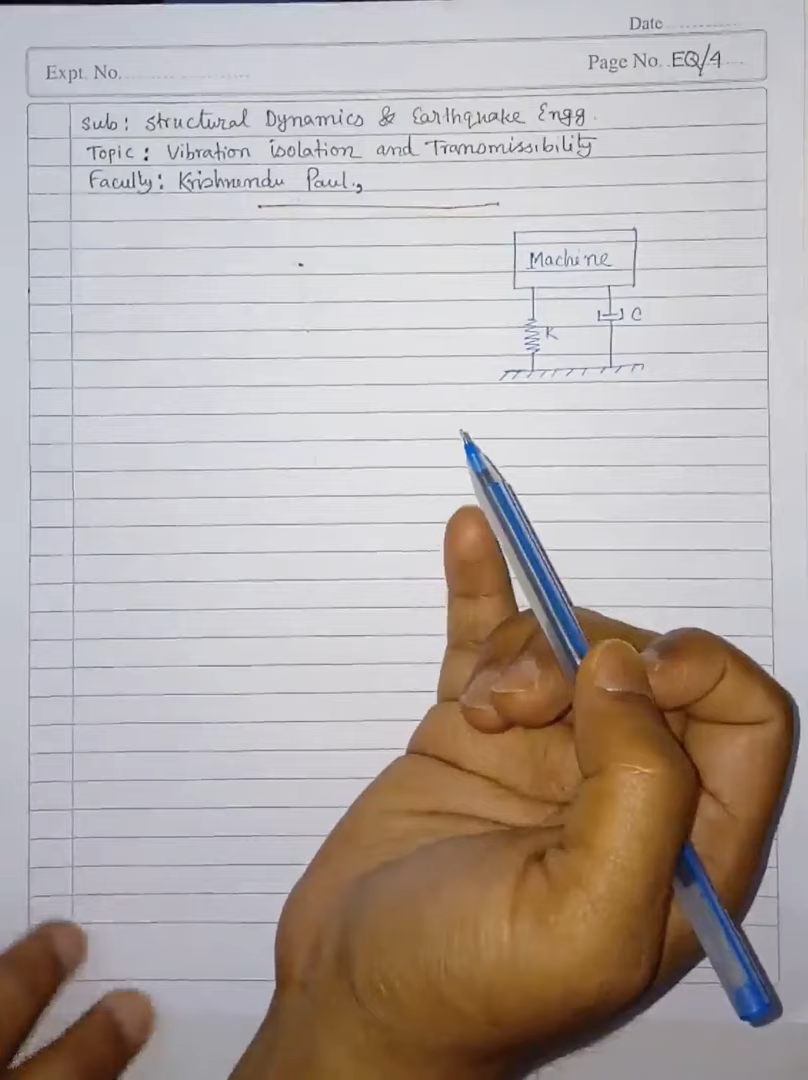 Date
Expt. No.
Page No. EQ/4
Sub: Structural Dynamics & Earthquake Engg.
Topic: Vibration isolation and Transmissibility
Faculty: Krishnendu Paul.,
Machine
K
C